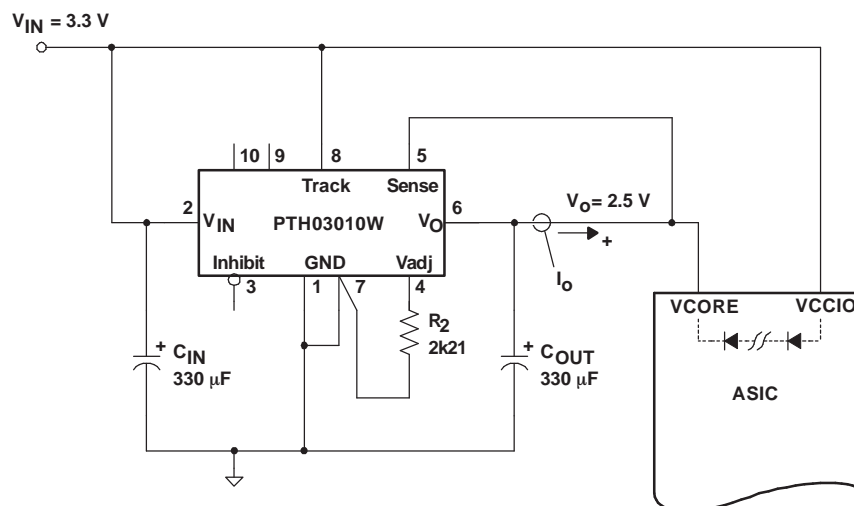 VIN = 3.3 V
10 9 8 5
Track Sense
2 VIN PTH03010W VO 6
VO = 2.5 V
+
IO
Inhibit GND Vadj
3 1 7 4
+ CIN
330 μF
R2
2k21
+ COUT
330 μF
VCORE VCCIO
ASIC